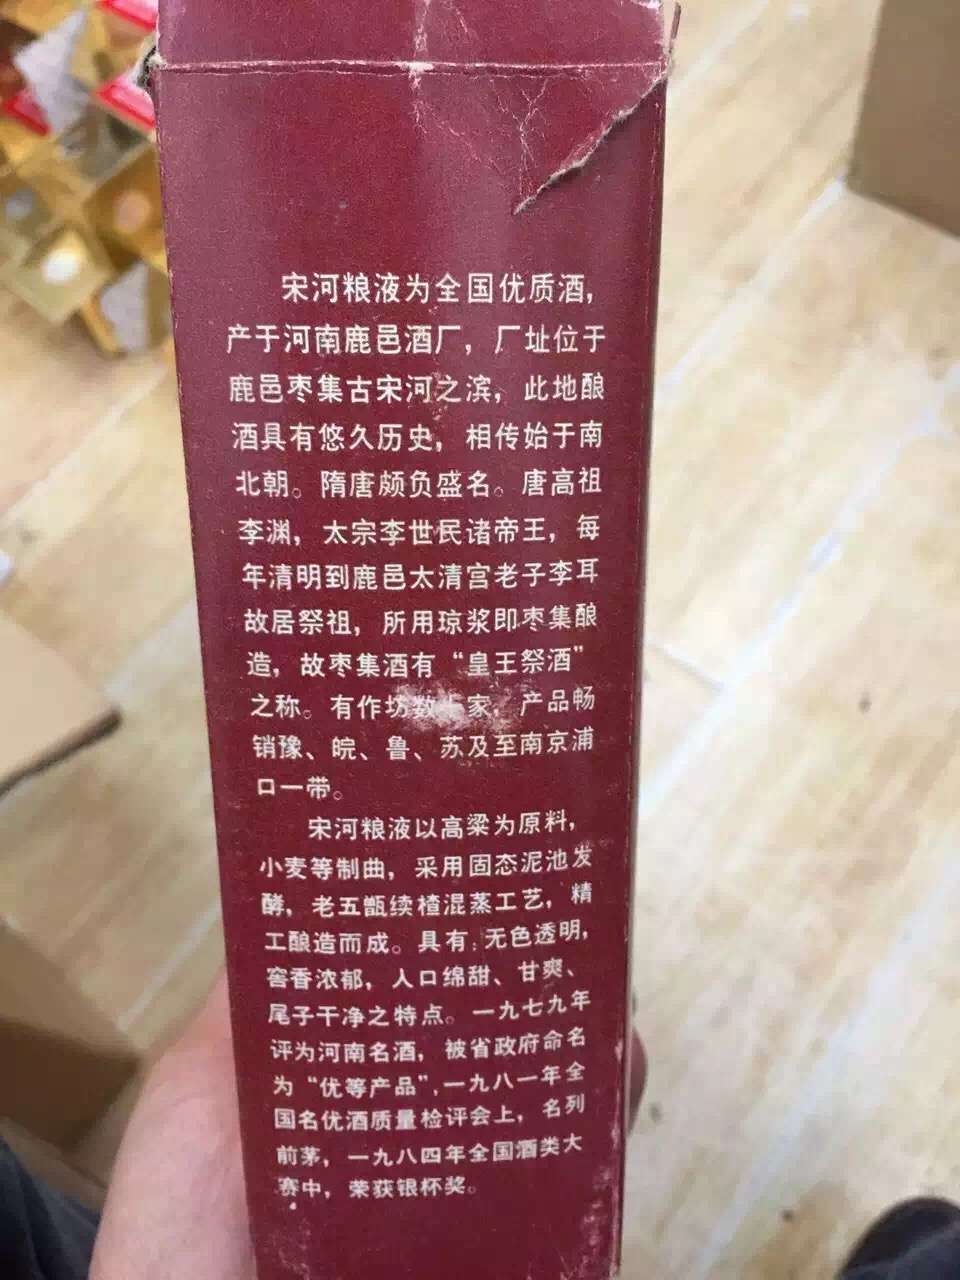 宋河粮液为全国优质酒，
产于河南鹿邑酒厂，厂址位于
鹿邑枣集古宋河之滨，此地酿
酒具有悠久历史，相传始于南
北朝。隋唐颇负盛名。唐高祖
李渊，太宗李世民诸帝王，每
年清明到鹿邑太清宫老子李耳
故居祭祖，所用琼浆即枣集酿
造，故枣集酒有“皇王祭酒”
之称。有作坊数十家，产品畅
销豫、皖、鲁、苏及至南京浦
口一带。
宋河粮液以高粱为原料，
小麦等制曲，采用固态泥池发
酵，老五甑续楂混蒸工艺，精
工酿造而成。具有：无色透明，
窖香浓郁，入口绵甜、甘爽、
尾子干净之特点。一九七九年
评为河南名酒，被省政府命名
为“优等产品”，一九八一年全
国名优酒质量检评会上，名列
前茅，一九八四年全国酒类大
赛中，荣获银杯奖。